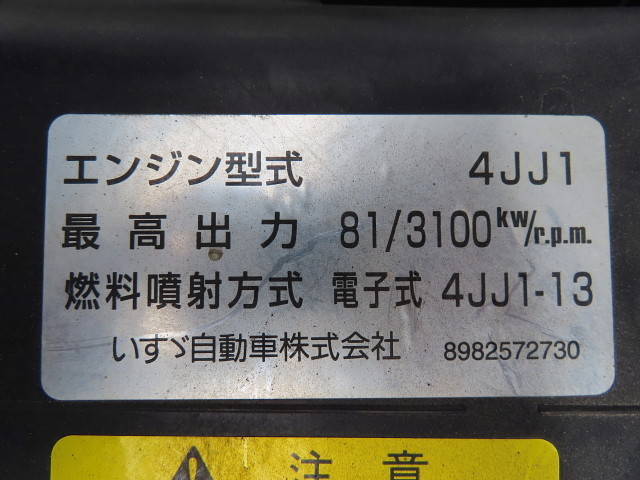 エンジン型式 4JJ1
最高出力 81/3100kw/r.p.m.
燃料噴射方式 電子式 4JJ1-13
いすゞ自動車株式会社 8982572730
注意